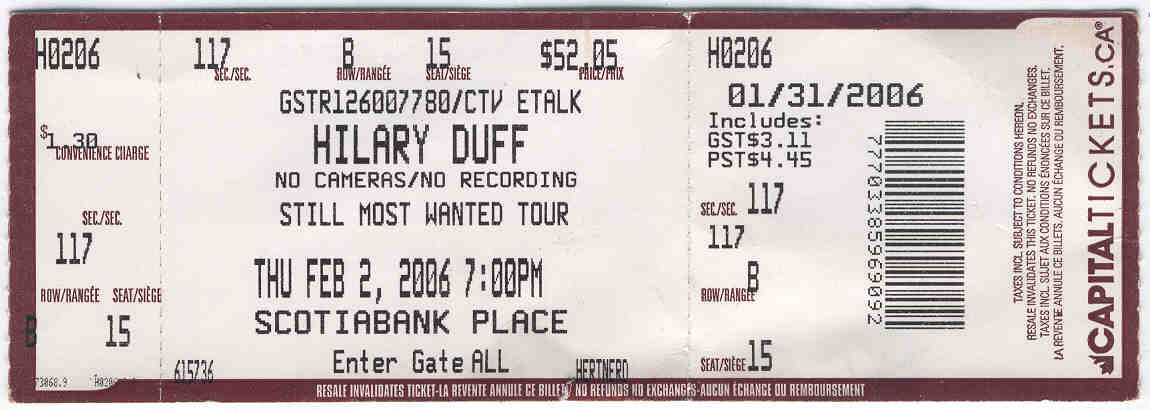 H0206
$1.30
CONVENIENCE CHARGE
SEC./SEC.
117
ROW/RANGÉE SEAT/SIÈGE
B 15
117 B 15 $52.05
SEC./SEC. ROW/RANGÉE SEAT/SIÈGE PRICE/PRIX
GSTR126007780/CTV ETALK
HILARY DUFF
NO CAMERAS/NO RECORDING
STILL MOST WANTED TOUR
THU FEB 2, 2006 7:00PM
SCOTIABANK PLACE
Enter Gate ALL
615736
HERTNERO
RESALE INVALIDATES TICKET-LA REVENTE ANNULE CE BILLET/ NO REFUNDS NO EXCHANGES-AUCUN ÉCHANGE OU REMBOURSEMENT
H0206
01/31/2006
Includes:
GST$3.11
PST$4.45
SEC./SEC. 117
117
B
ROW/RANGÉE
SEAT/SIÈGE 15
77703385969092
TAXES INCL. SUBJECT TO CONDITIONS HEREON.
RESALE INVALIDATES THIS TICKET, NO REFUNDS NO EXCHANGES.
TAXES INCL. SUJET AUX CONDITIONS ÉNONCÉES SUR CE BILLET.
LA REVENTE ANNULE CE BILLETS. AUCUN ÉCHANGE OU REMBOURSEMENT.
CAPITALTICKETS.CA®